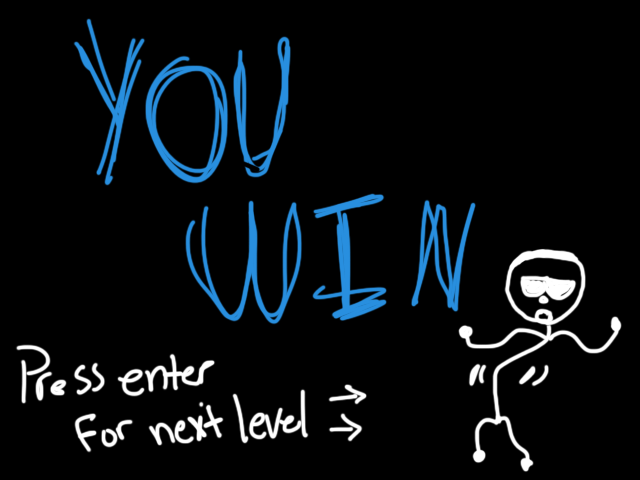 YOU
WIN
Press enter
For next level →
→